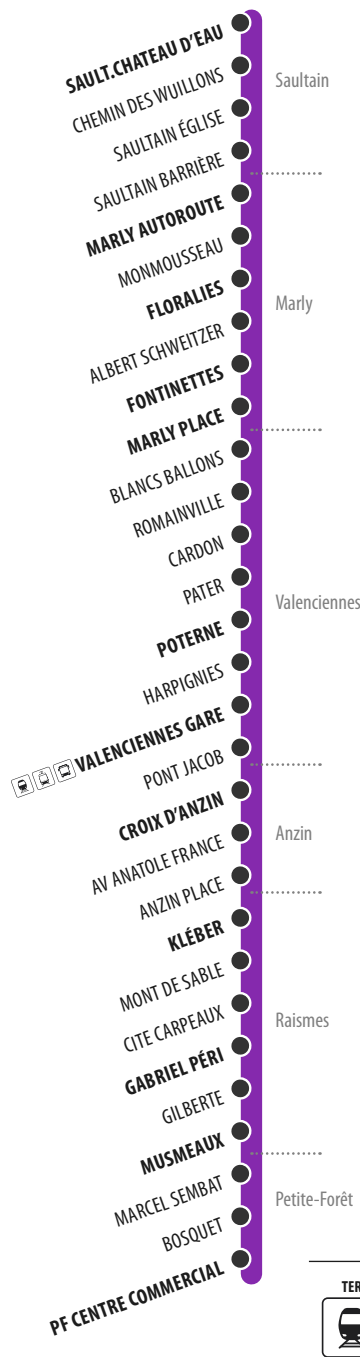 SAULT.CHATEAU D'EAU
CHEMIN DES WUILLONS
Saultain
SAULTAIN ÉGLISE
SAULTAIN BARRIÈRE
MARLY AUTOROUTE
MONMOUSSEAU
FLORALIES
Marly
ALBERT SCHWEITZER
FONTINETTES
MARLY PLACE
BLANCS BALLONS
ROMAINVILLE
CARDON
PATER
Valenciennes
POTERNE
HARPIGNIES
VALENCIENNES GARE
PONT JACOB
CROIX D'ANZIN
Anzin
AV ANATOLE FRANCE
ANZIN PLACE
KLÉBER
MONT DE SABLE
CITE CARPEAUX
Raismes
GABRIEL PÉRI
GILBERTE
MUSMEAUX
MARCEL SEMBAT
Petite-Forêt
BOSQUET
PF CENTRE COMMERCIAL
TER